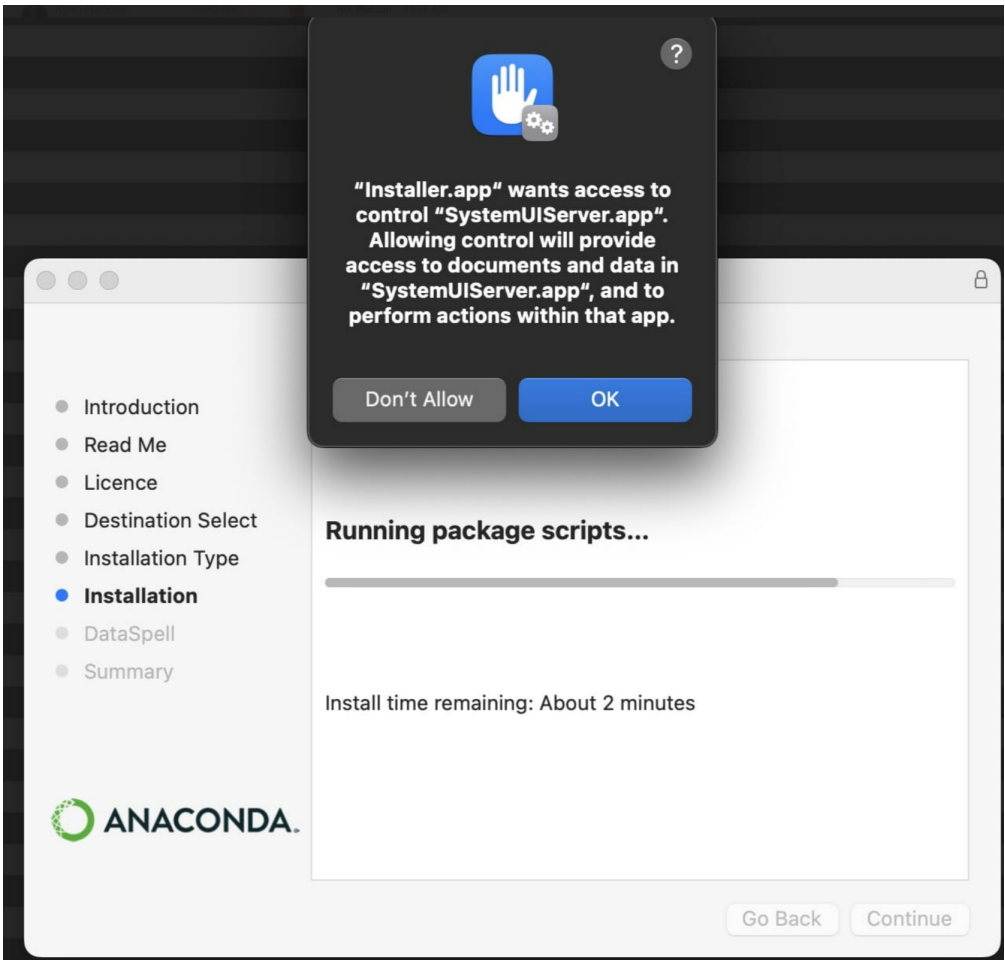 ?
“Installer.app“ wants access to
control “SystemUIServer.app“.
Allowing control will provide
access to documents and data in
“SystemUIServer.app“, and to
perform actions within that app.
Don't Allow
OK
Introduction
Read Me
Licence
Destination Select
Installation Type
Installation
DataSpell
Summary
Running package scripts...
Install time remaining: About 2 minutes
ANACONDA.
Go Back
Continue